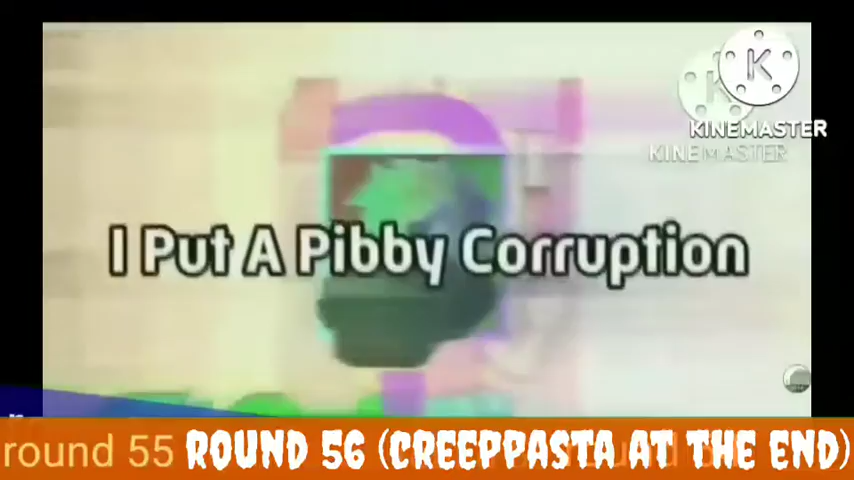 K
KINEMASTER
KINEMASTER
I Put A Pibby Corruption
round 55 ROUND 56 (CREEPPASTA AT THE END)